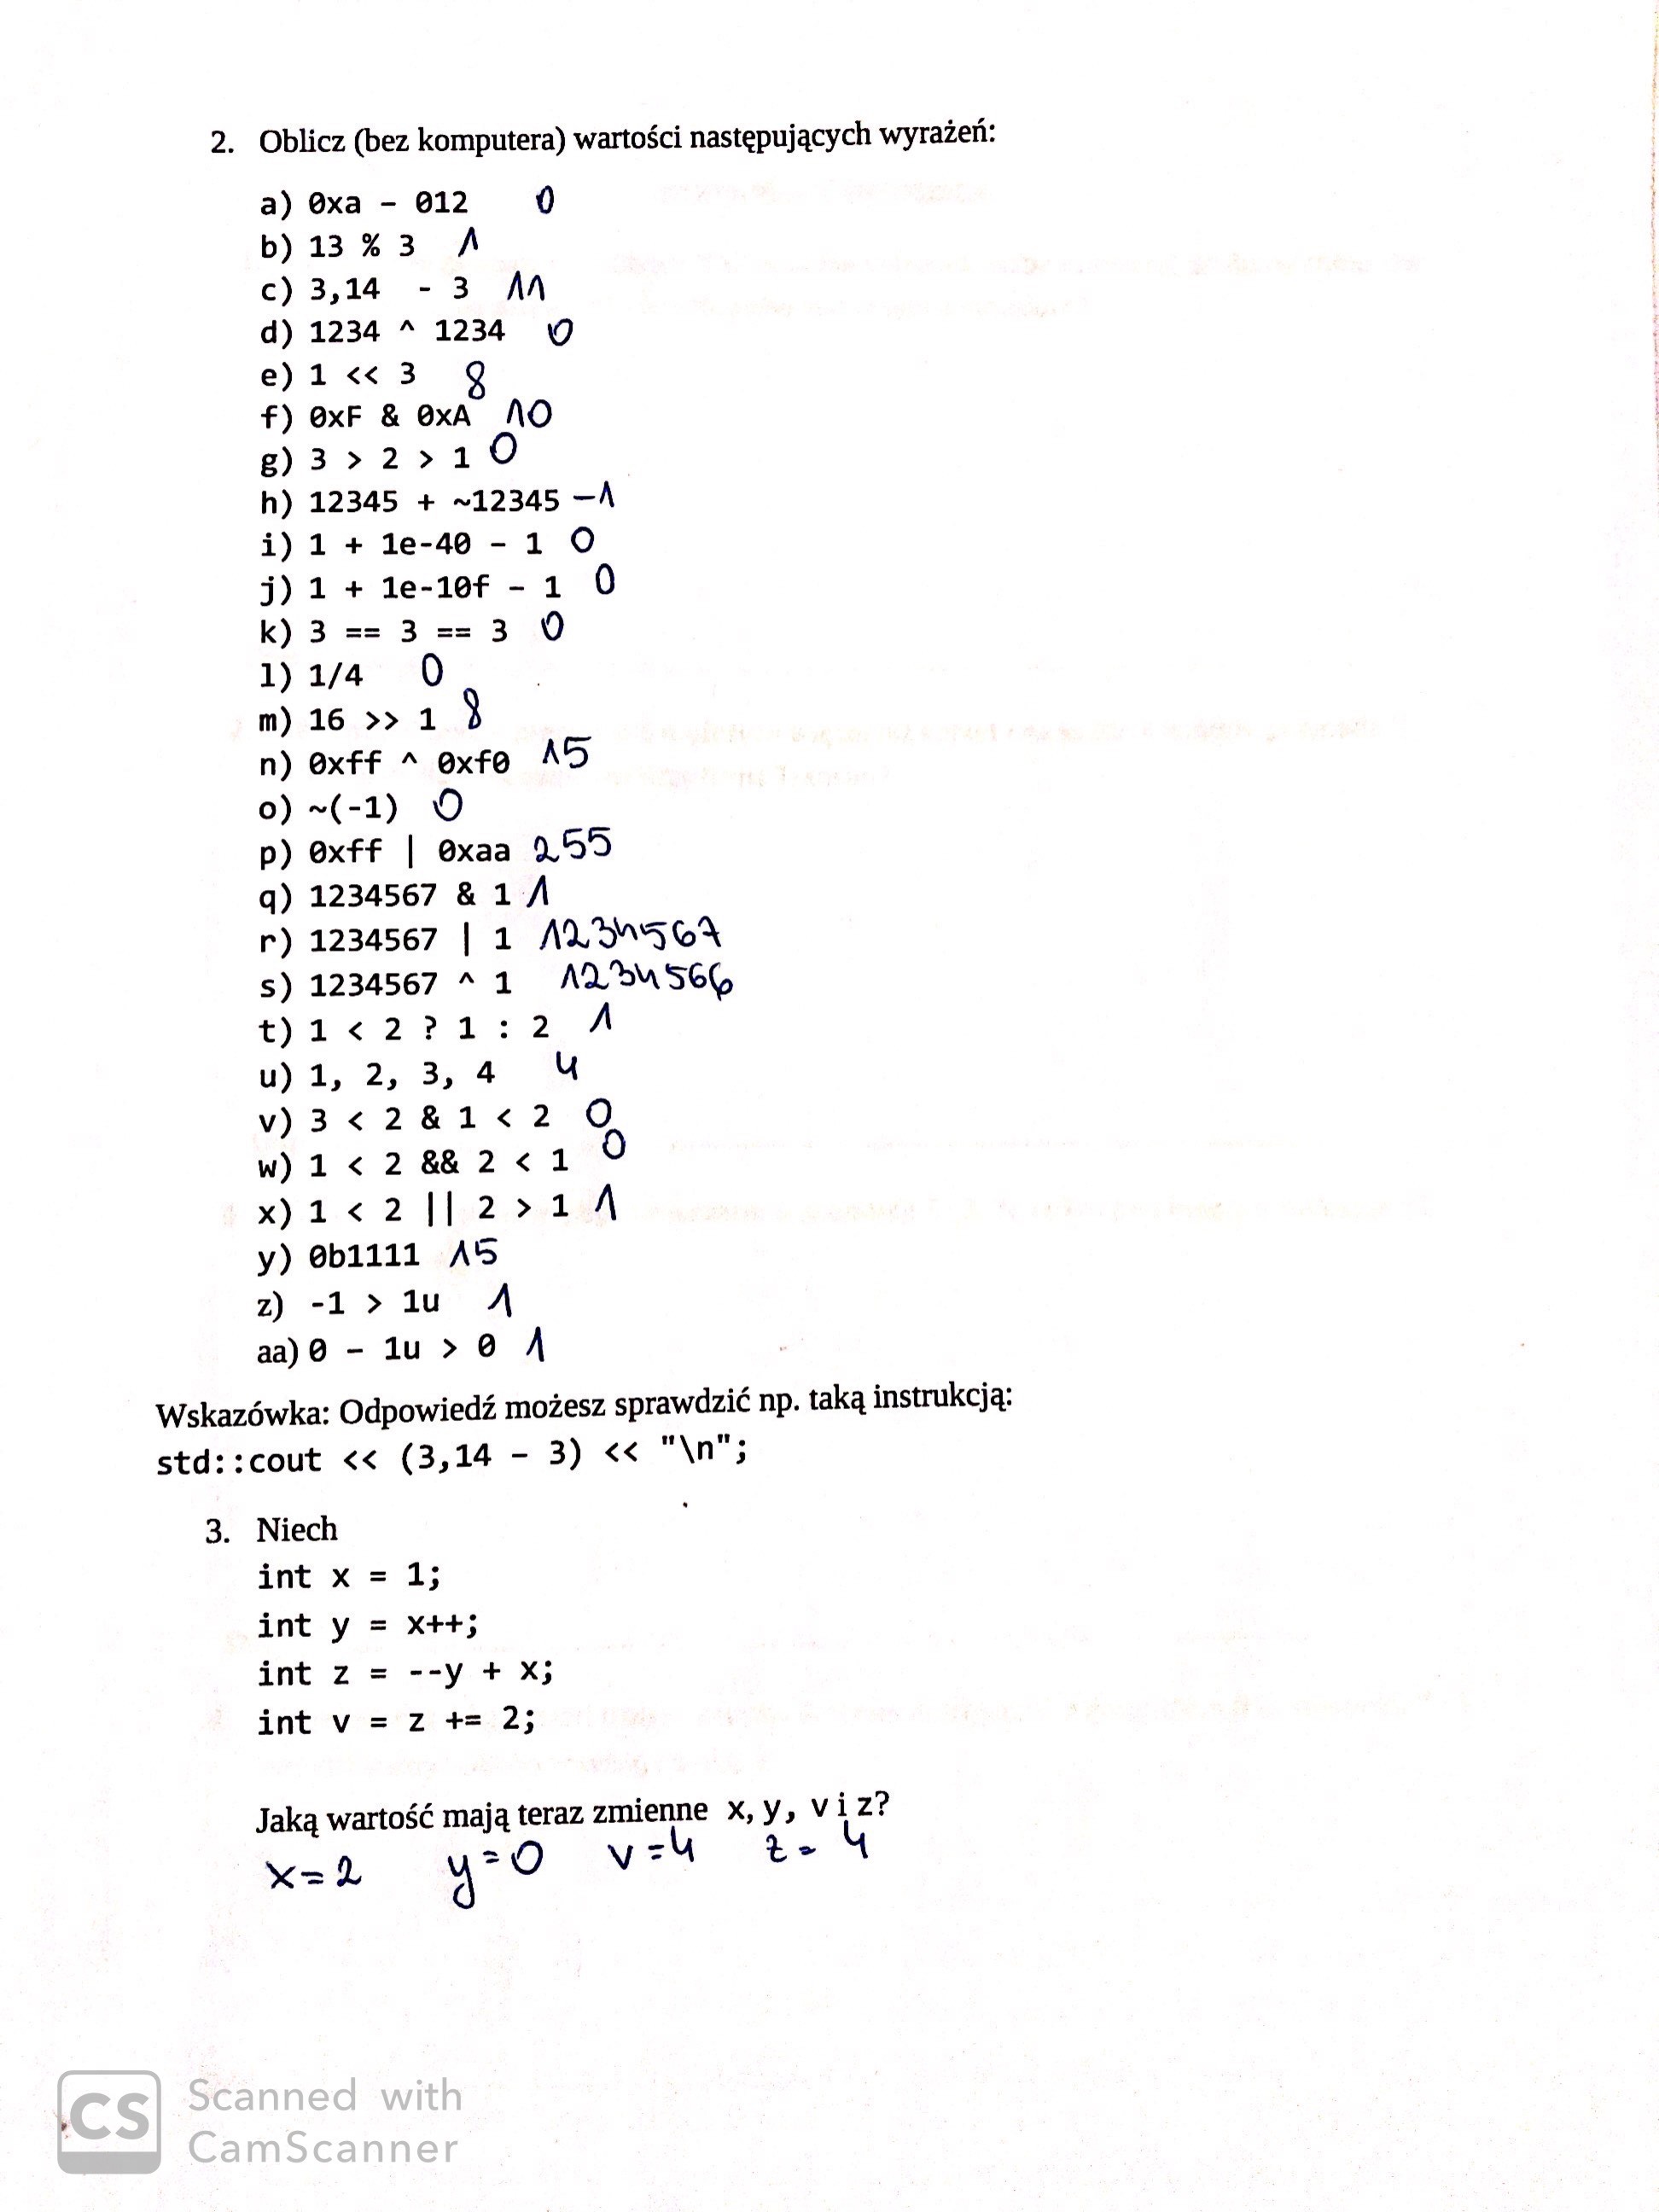 2. Oblicz (bez komputera) wartości następujących wyrażeń:
a) 0xa - 012 0
b) 13 % 3 1
c) 3,14 - 3 11
d) 1234 ^ 1234 0
e) 1 << 3 8
f) 0xF & 0xA 10
g) 3 > 2 > 1 0
h) 12345 + ~12345 -1
i) 1 + 1e-40 - 1 0
j) 1 + 1e-10f - 1 0
k) 3 == 3 == 3 0
l) 1/4 0
m) 16 >> 1 8
n) 0xff ^ 0xf0 15
o) ~(-1) 0
p) 0xff | 0xaa 255
q) 1234567 & 1 1
r) 1234567 | 1 1234567
s) 1234567 ^ 1 1234566
t) 1 < 2 ? 1 : 2 1
u) 1, 2, 3, 4 4
v) 3 < 2 & 1 < 2 0
w) 1 < 2 && 2 < 1 0
x) 1 < 2 || 2 > 1 1
y) 0b1111 15
z) -1 > 1u 1
aa) 0 - 1u > 0 1
Wskazówka: Odpowiedź możesz sprawdzić np. taką instrukcją:
std::cout << (3,14 - 3) << "\n";
3. Niech
int x = 1;
int y = x++;
int z = --y + x;
int v = z += 2;
Jaką wartość mają teraz zmienne x, y, v i z?
x=2 y=0 v=4 z=4
CS Scanned with
CamScanner